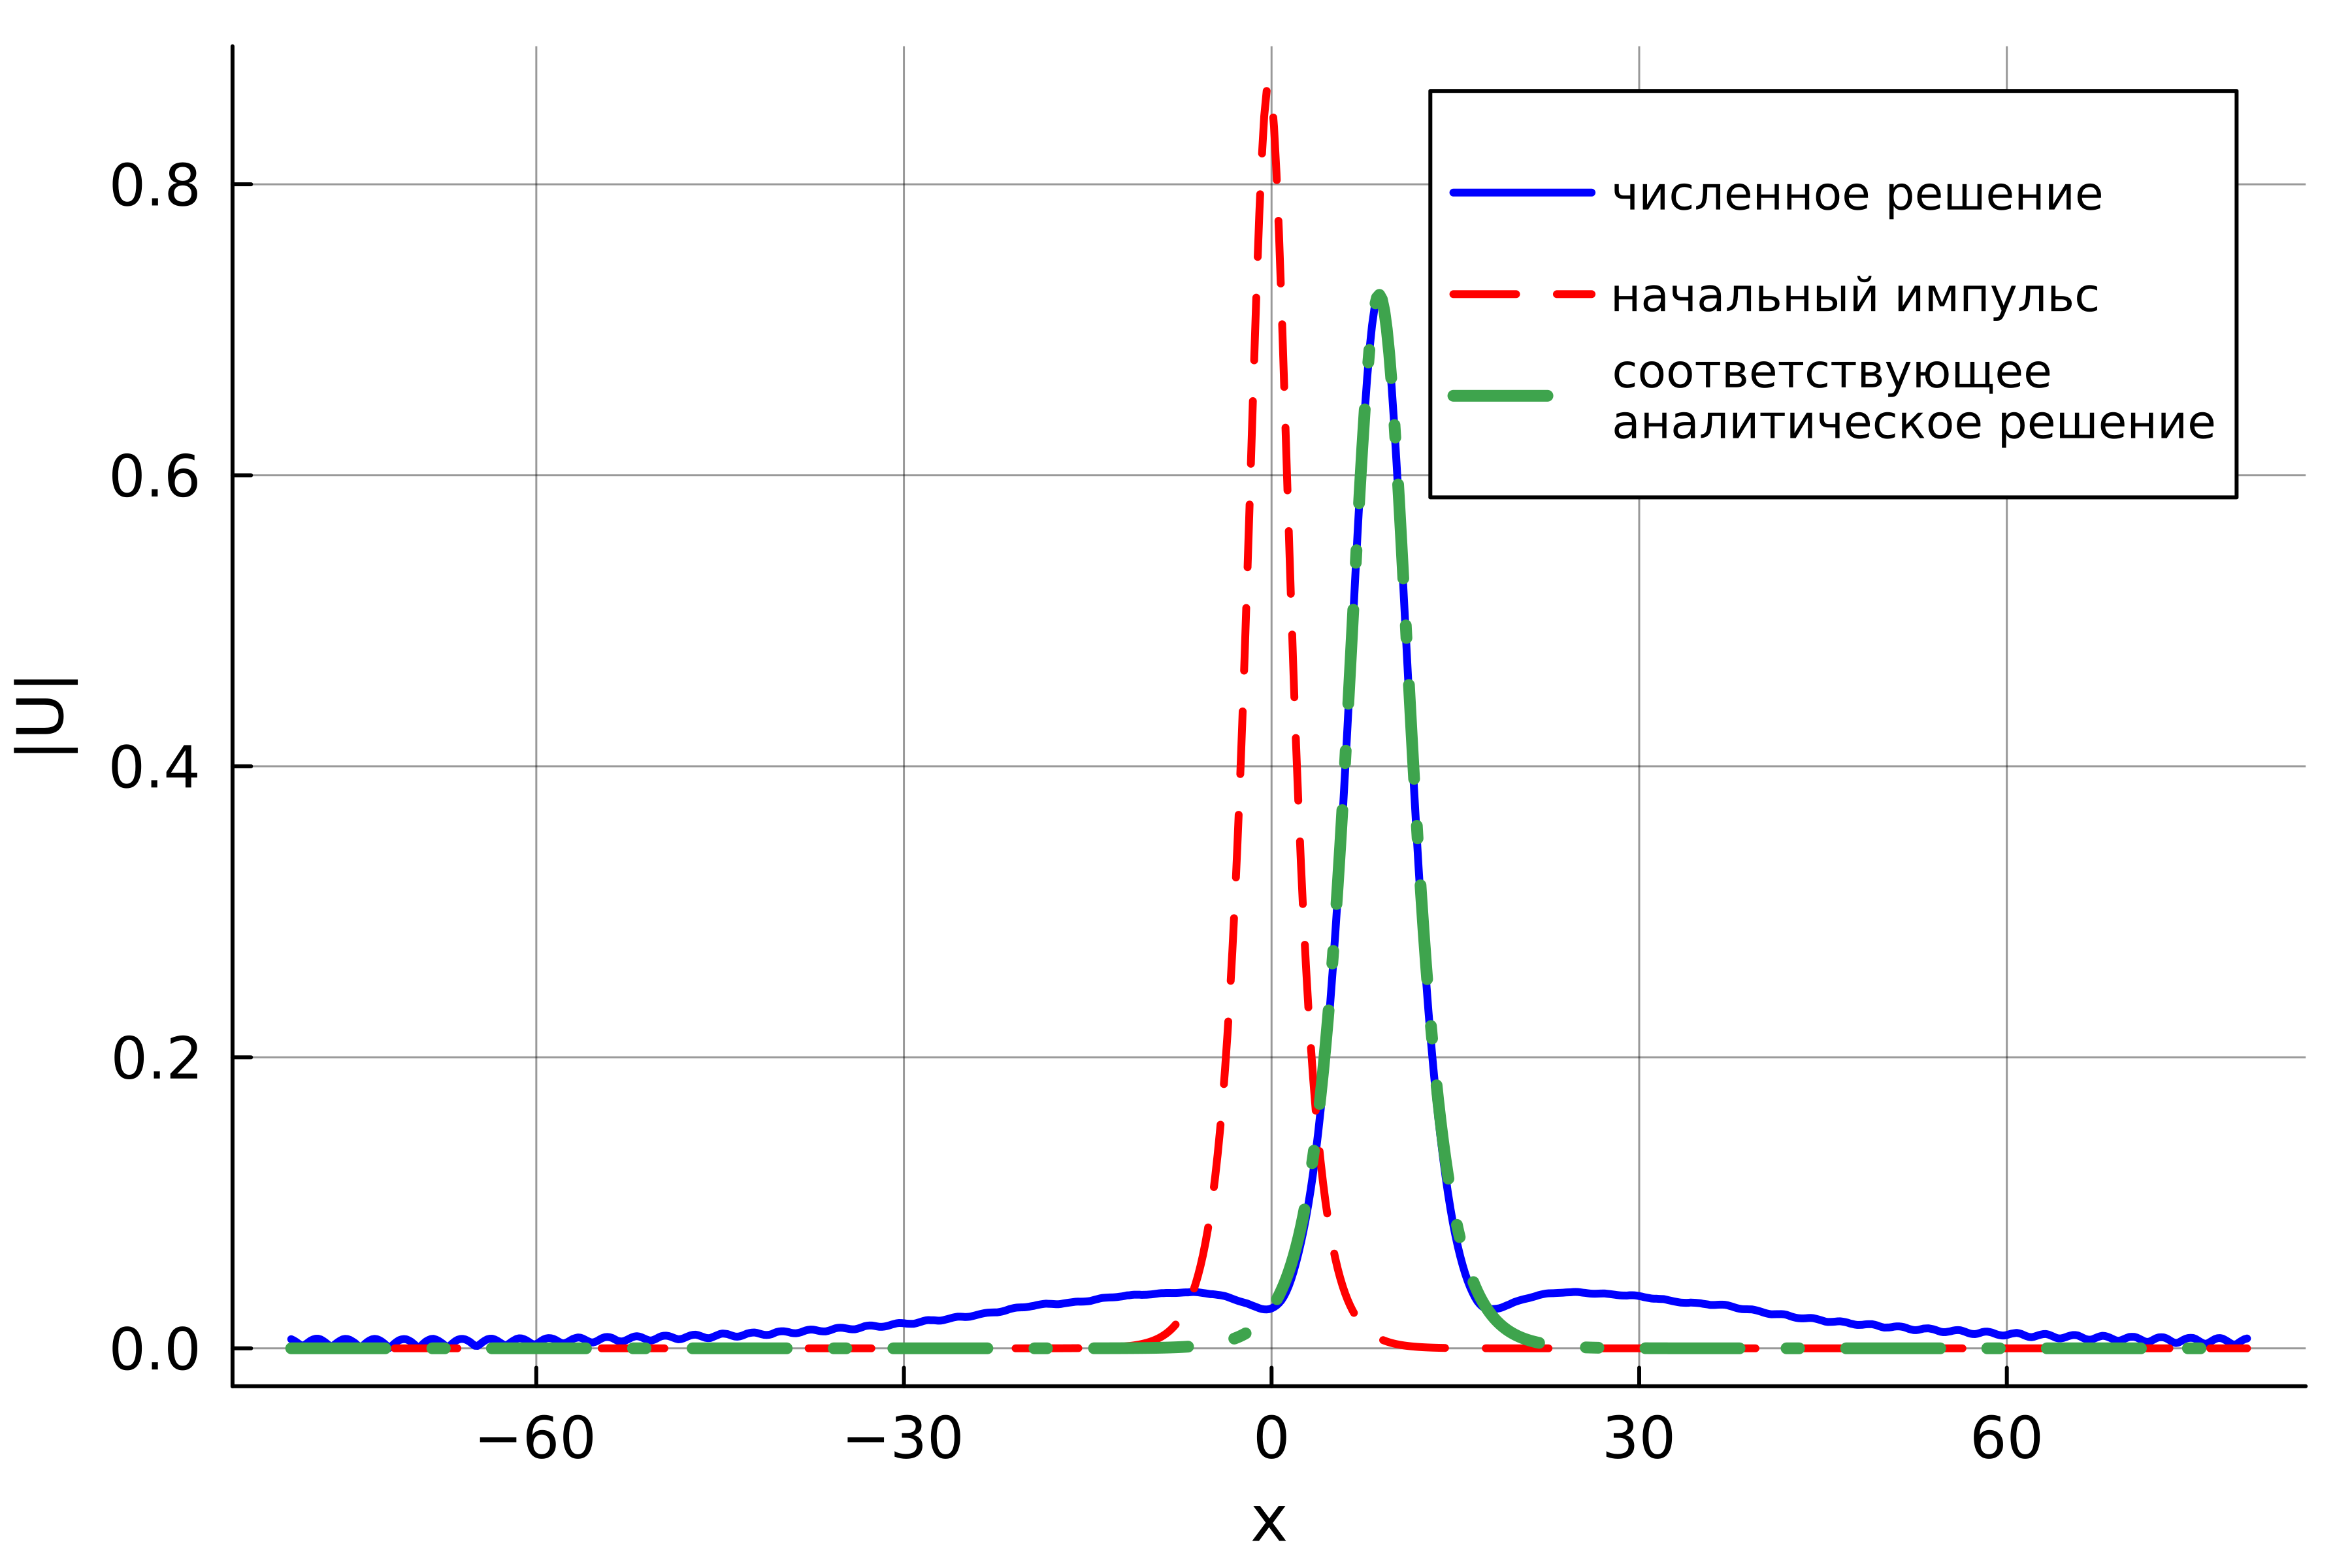 |U|
0.8
0.6
0.4
0.2
0.0
−60
−30
0
30
60
x
численное решение
начальный импульс
соответствующее
аналитическое решение